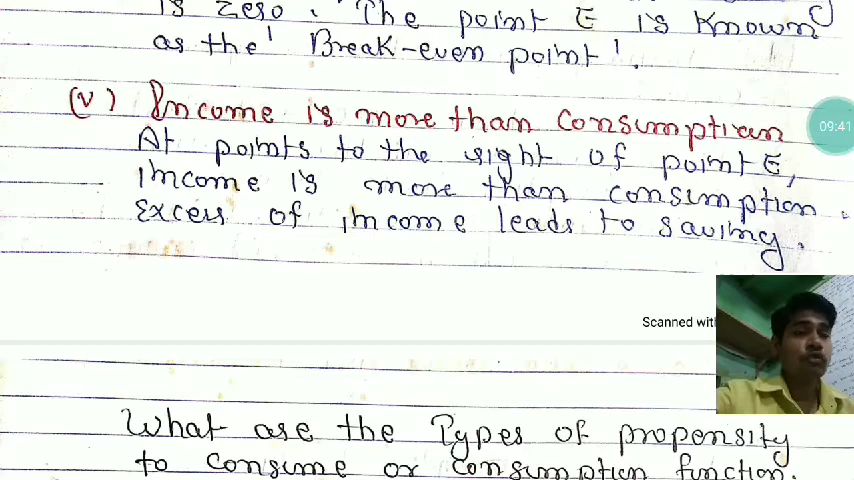 is zero. The point E is known
as the 'Break-even point'.
(v) Income is more than consumption
09:41
At points to the right of point E,
income is more than consumption.
Excess of income leads to saving.
Scanned wit
What are the Types of propensity
to consume or consumption function.